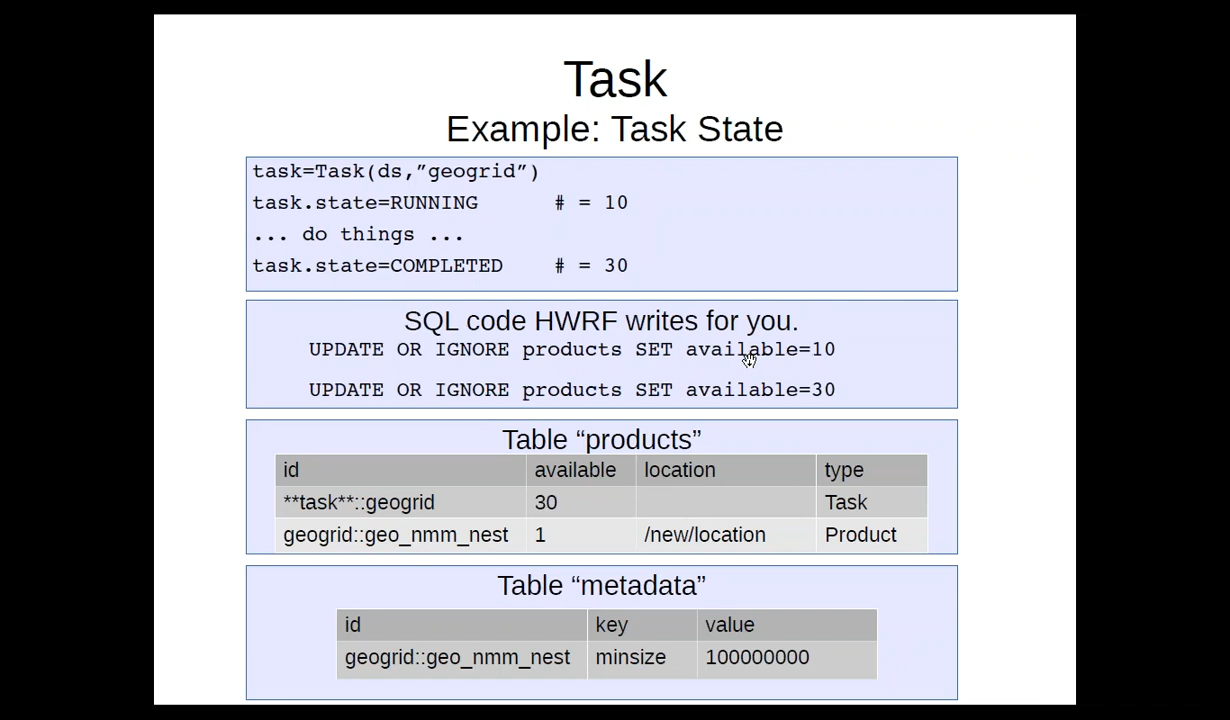 Task
Example: Task State
task=Task(ds,”geogrid”)
task.state=RUNNING # = 10
... do things ...
task.state=COMPLETED # = 30
SQL code HWRF writes for you.
UPDATE OR IGNORE products SET available=10
UPDATE OR IGNORE products SET available=30
Table “products”
id available location type
**task**::geogrid 30 Task
geogrid::geo_nmm_nest 1 /new/location Product
Table “metadata”
id key value
geogrid::geo_nmm_nest minsize 100000000